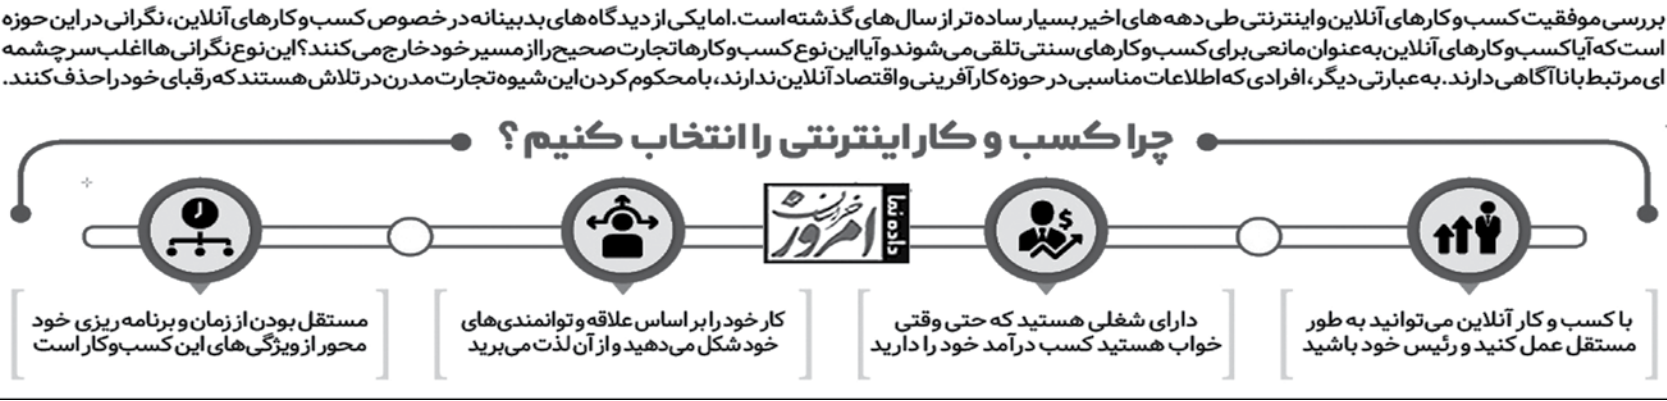 بررسی موفقیت کسب‌وکارهای آنلاین و اینترنتی طی دهه‌های اخیر بسیار ساده‌تر از سال‌های گذشته است. اما یکی از دیدگاه‌های بدبینانه در خصوص کسب‌وکارهای آنلاین، نگرانی در این حوزه
است که آیا کسب‌وکارهای آنلاین به‌عنوان مانعی برای کسب‌وکارهای سنتی تلقی می‌شوند و آیا این نوع کسب‌وکارها تجارت صحیح را از مسیر خود خارج می‌کنند؟ این نوع نگرانی‌ها اغلب سرچشمه
ای مرتبط با ناآگاهی دارند. به عبارتی دیگر، افرادی که اطلاعات مناسبی در حوزه کارآفرینی و اقتصاد آنلاین ندارند، با محکوم کردن این شیوه تجارت مدرن در تلاش هستند که رقبای خود را حذف کنند.
چرا کسب و کار اینترنتی را انتخاب کنیم ؟
داده نما
خراسان
امروز
با کسب و کار آنلاین می‌توانید به طور
مستقل عمل کنید و رئیس خود باشید
دارای شغلی هستید که حتی وقتی
خواب هستید کسب درآمد خود را دارید
کار خود را بر اساس علاقه و توانمندی‌های
خود شکل می‌دهید و از آن لذت می‌برید
مستقل بودن از زمان و برنامه ریزی خود
محور از ویژگی‌های این کسب‌وکار است